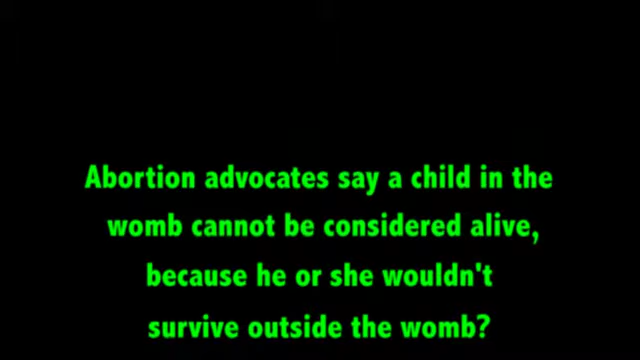 Abortion advocates say a child in the
womb cannot be considered alive,
because he or she wouldn't
survive outside the womb?